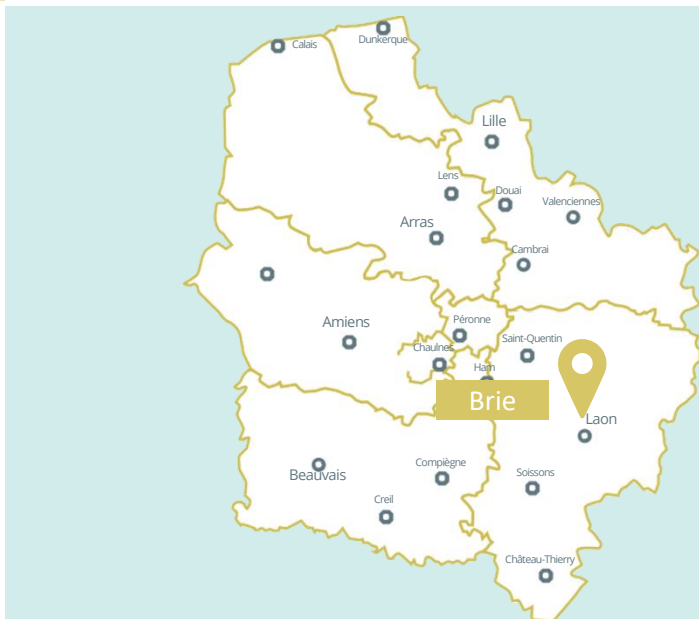 Calais
Dunkerque
Lille
Lens
Douai
Valenciennes
Arras
Cambrai
Péronne
Amiens
Saint-Quentin
Chaulnes
Ham
Brie
Laon
Compiègne
Beauvais
Soissons
Creil
Château-Thierry